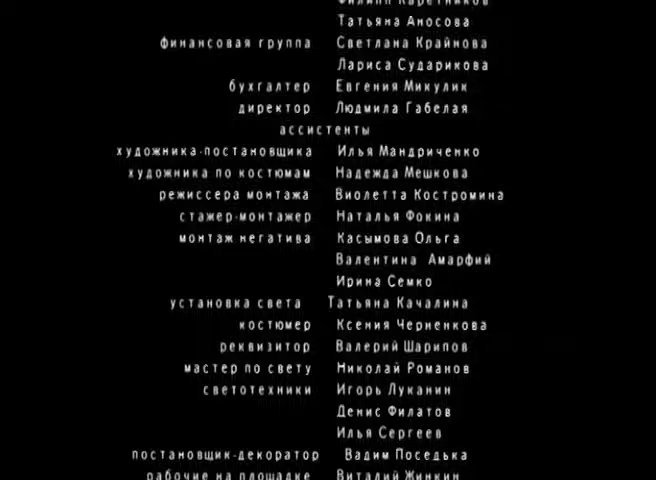 Филипп Каретников
Татьяна Аносова
финансовая группа Светлана Крайнова
Лариса Сударикова
бухгалтер Евгения Микулик
директор Людмила Габелая
ассистенты
художника-постановщика Илья Мандриченко
художника по костюмам Надежда Мешкова
режиссера монтажа Виолетта Костромина
стажер-монтажер Наталья Фокина
монтаж негатива Касымова Ольга
Валентина Амарфий
Ирина Семко
установка света Татьяна Качалина
костюмер Ксения Черненкова
реквизитор Валерий Шарипов
мастер по свету Николай Романов
светотехники Игорь Луканин
Денис Филатов
Илья Сергеев
постановщик-декоратор Вадим Поседька
рабочие на площадке Виталий Жинкин